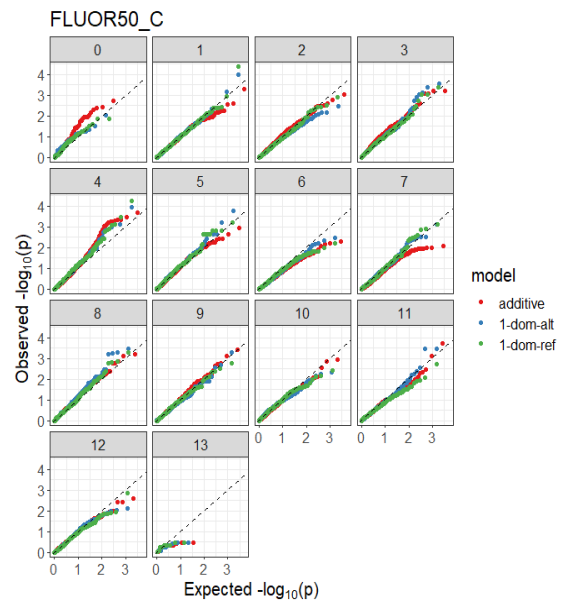 FLUOR50_C
0 1 2 3
4
3
2
1
0
4 5 6 7
4
3
2
1
0
8 9 10 11
4
3
2
1
0
0 1 2 3 0 1 2 3
12 13
4
3
2
1
0
0 1 2 3 0 1 2 3
Expected -log10(p)
Observed -log10(p)
model
additive
1-dom-alt
1-dom-ref